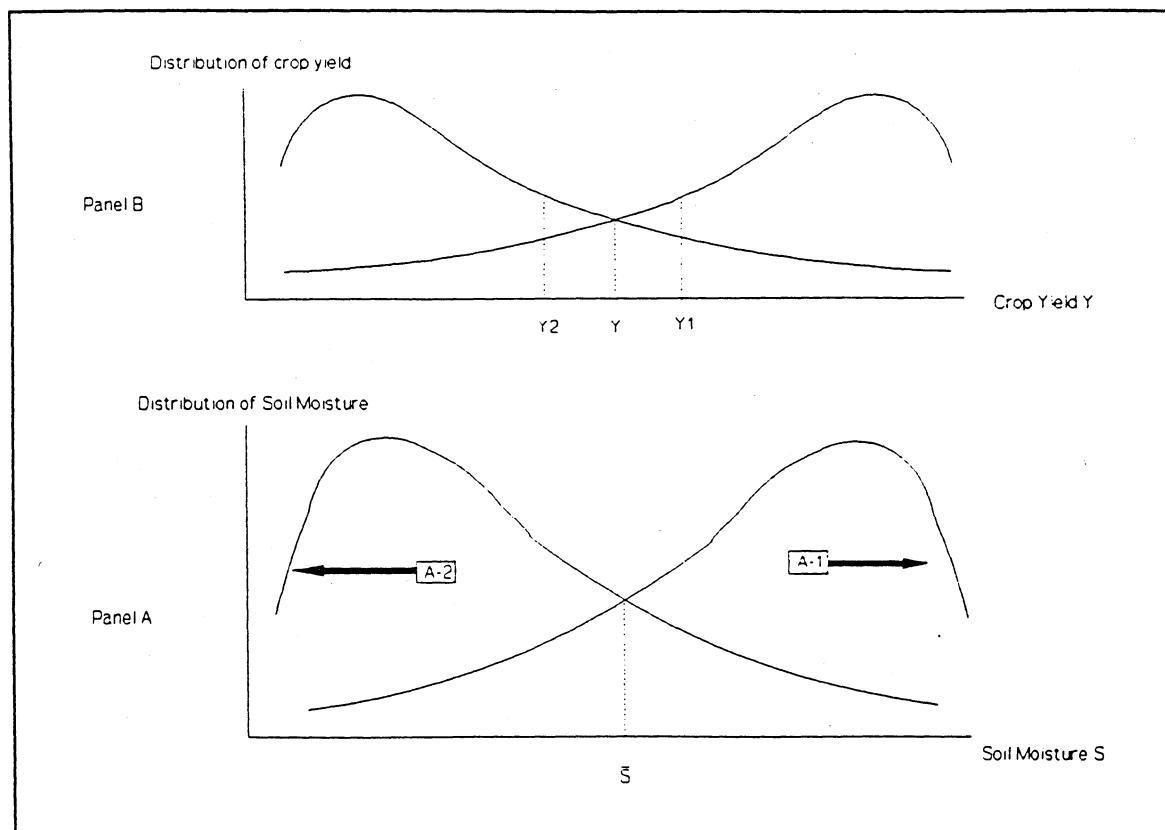 Distribution of crop yield
Panel B
Crop Yield Y
Y2 Y Y1
Distribution of Soil Moisture
A-2
A-1
Panel A
Soil Moisture S
S̄